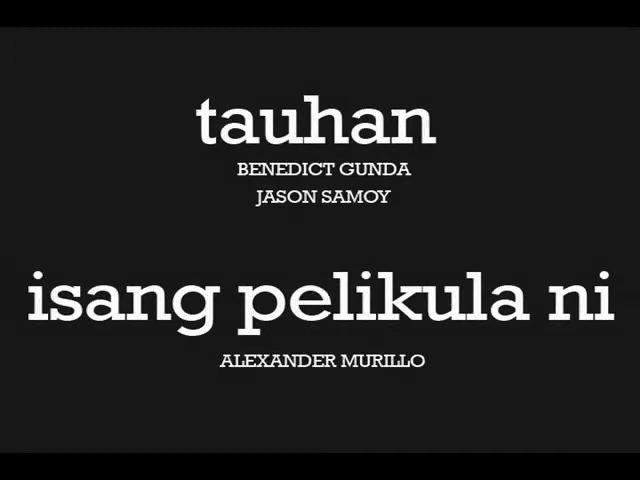 tauhan
BENEDICT GUNDA
JASON SAMOY
isang pelikula ni
ALEXANDER MURILLO